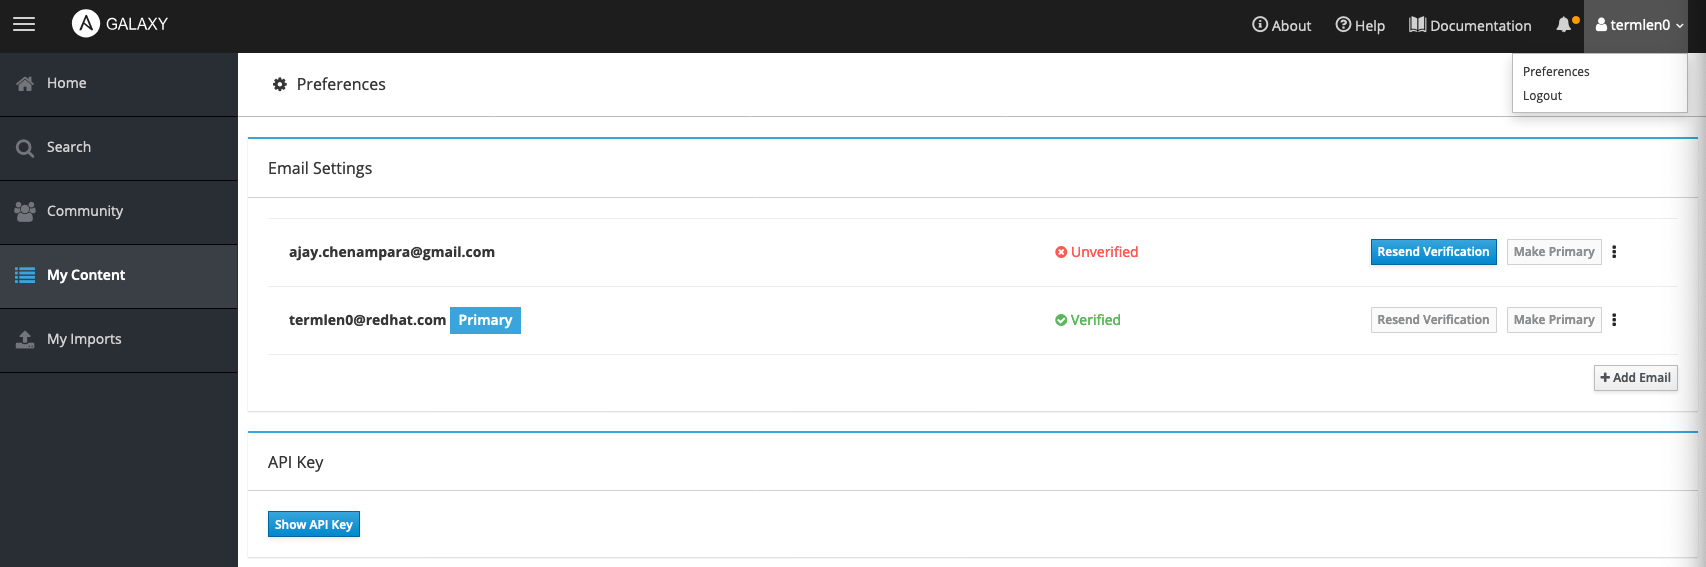 GALAXY
About
Help
Documentation
termlen0
Preferences
Logout
Home
Search
Community
My Content
My Imports
Preferences
Email Settings
ajay.chenampara@gmail.com Unverified Resend Verification Make Primary
termlen0@redhat.com Primary Verified Resend Verification Make Primary
Add Email
API Key
Show API Key